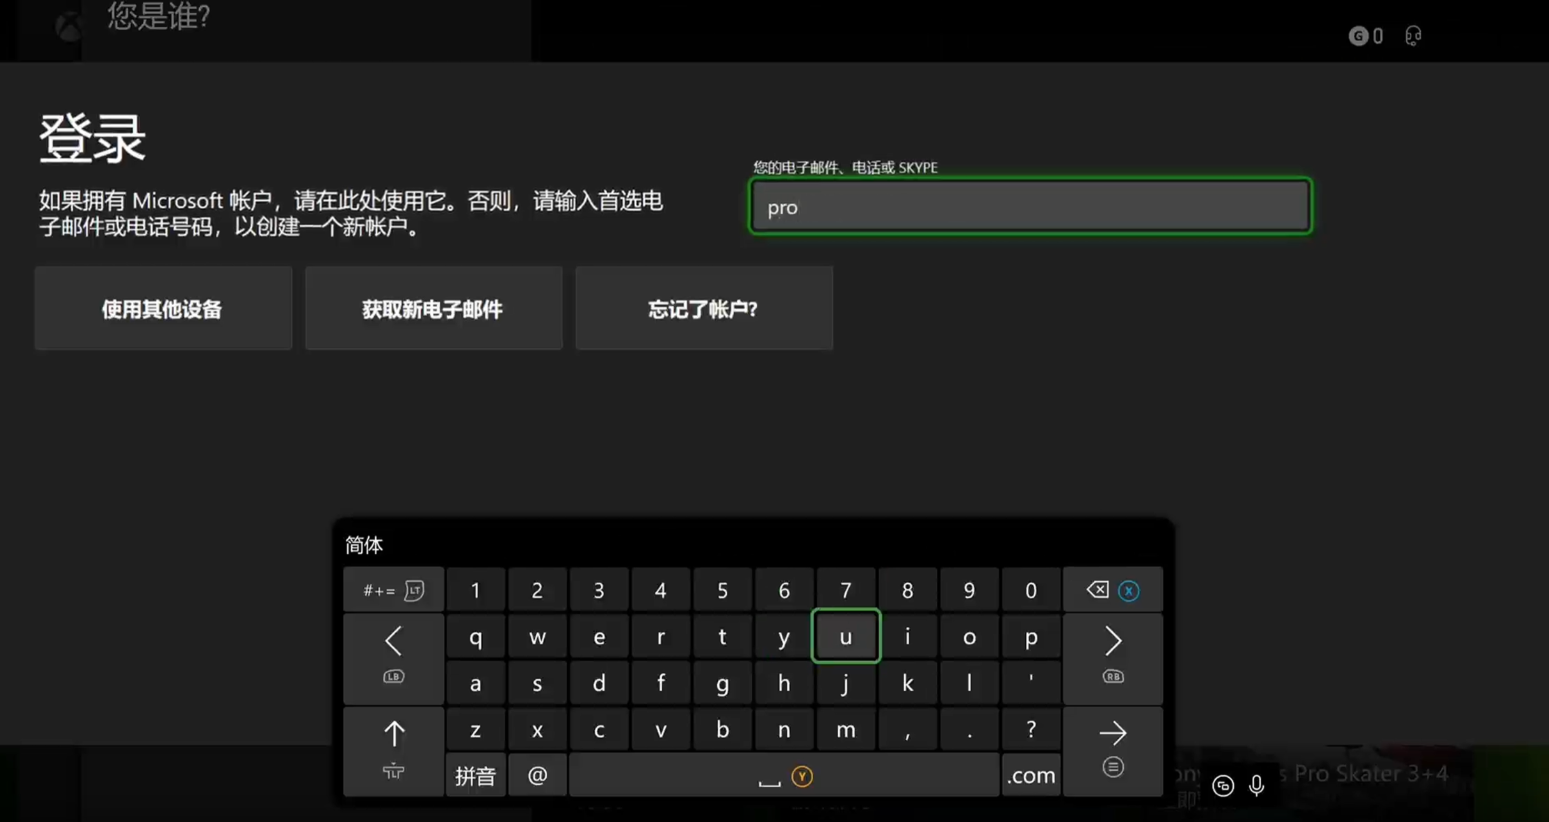 您是谁?
G 0
登录
如果拥有 Microsoft 帐户，请在此处使用它。否则，请输入首选电
子邮件或电话号码，以创建一个新帐户。
您的电子邮件、电话或 SKYPE
pro
使用其他设备
获取新电子邮件
忘记了帐户?
简体
#+= LT 1 2 3 4 5 6 7 8 9 0 X
LB q w e r t y u i o p RB
a s d f g h j k l '
z x c v b n m , . ?
拼音 @ Y .com
Pro Skater 3+4